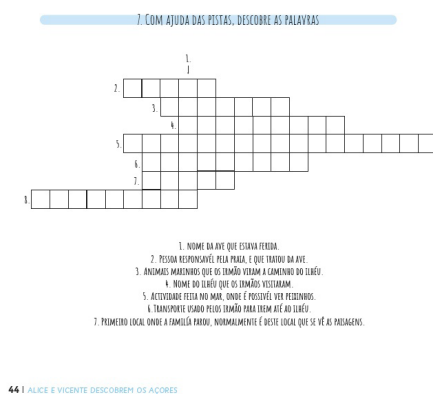 7. COM AJUDA DAS PISTAS, DESCOBRE AS PALAVRAS
1.
2.
3.
4.
5.
6.
7.
8.
1. NOME DA AVE QUE ESTAVA FERIDA.
2. PESSOA RESPONSAVÉL PELA PRAIA, E QUE TRATOU DA AVE.
3. ANIMAIS MARINHOS QUE OS IRMÃO VIRAM A CAMINHO DO ILHÉU.
4. NOME DO ILHÉU QUE OS IRMÃOS VISITARAM.
5. ACTIVIDADE FEITA NO MAR, ONDE É POSSIVÉL VER PEIXINHOS.
6. TRANSPORTE USADO PELOS IRMÃO PARA IREM ATÉ AO ILHÉU.
7. PRIMEIRO LOCAL ONDE A FAMILÍA PAROU, NORMALMENTE É DESTE LOCAL QUE SE VÊ AS PAISAGENS.
44 | ALICE E VICENTE DESCOBREM OS AÇORES